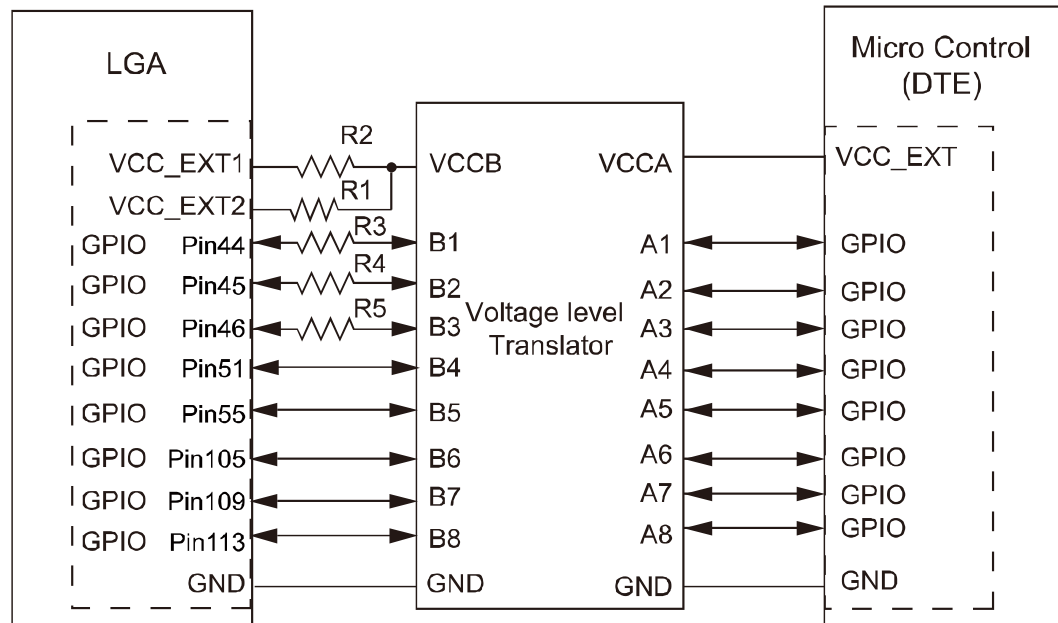 LGA
Micro Control
(DTE)
R2
VCC_EXT1
VCCB
VCCA
VCC_EXT
R1
VCC_EXT2
R3
GPIO Pin44
B1
A1
GPIO
R4
GPIO Pin45
B2
A2
GPIO
R5
GPIO Pin46
B3
Voltage level
Translator
A3
GPIO
GPIO Pin51
B4
A4
GPIO
GPIO Pin55
B5
A5
GPIO
GPIO Pin105
B6
A6
GPIO
GPIO Pin109
B7
A7
GPIO
GPIO Pin113
B8
A8
GPIO
GND
GND
GND
GND